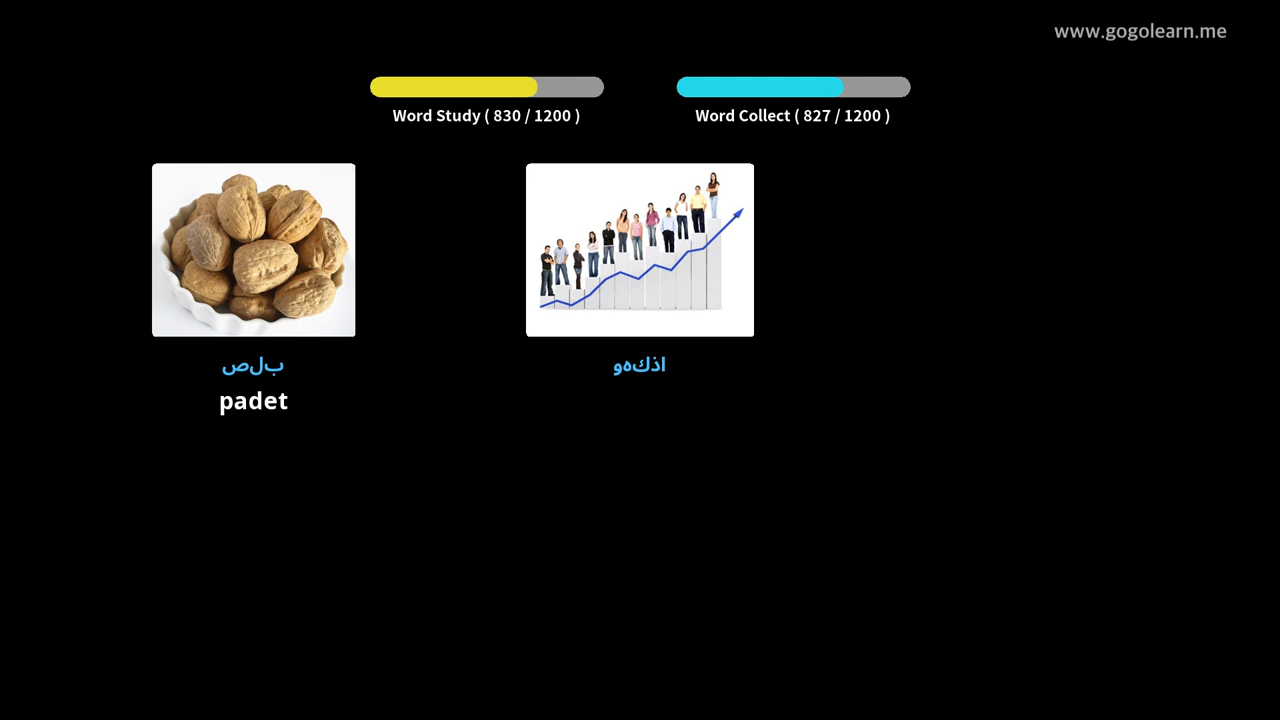 www.gogolearn.me
Word Study ( 830 / 1200 )
Word Collect ( 827 / 1200 )
بلص
padet
اذكهو